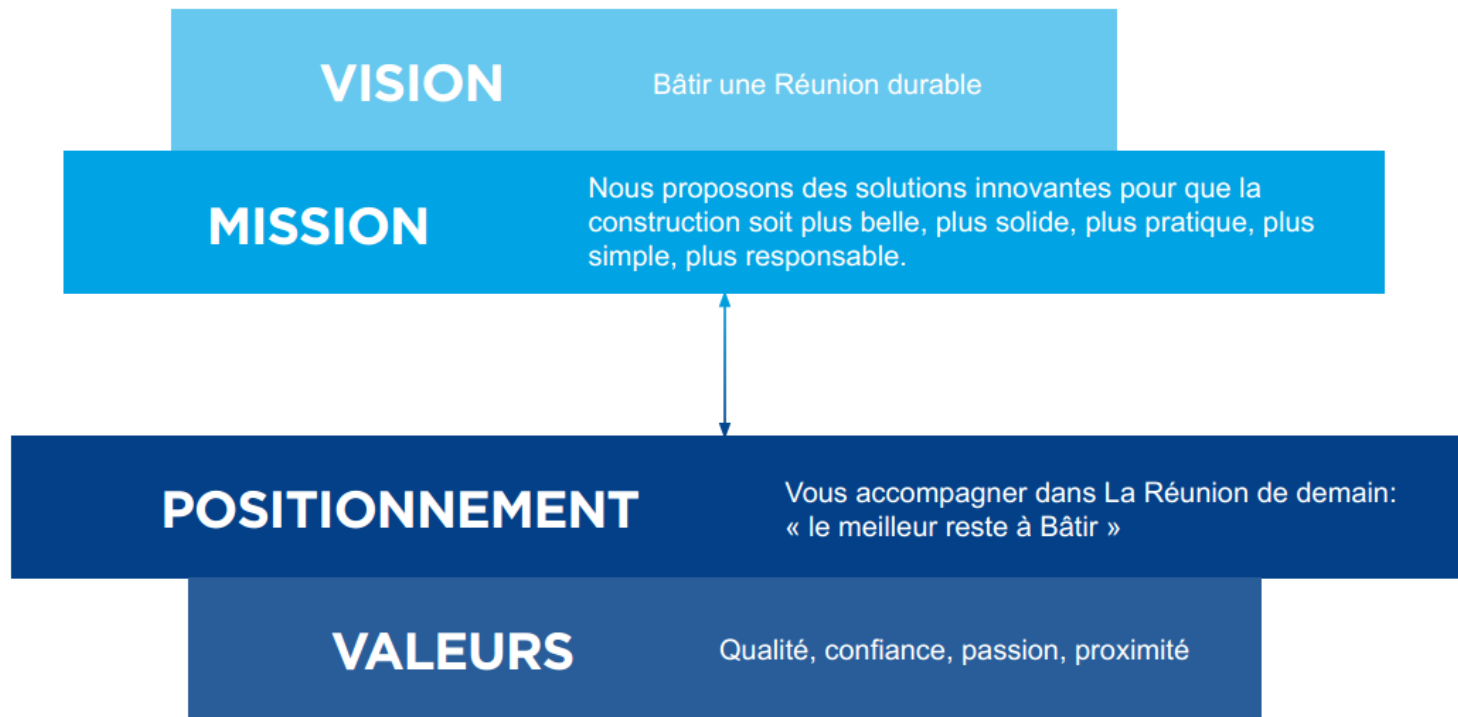 VISION
Bâtir une Réunion durable
MISSION
Nous proposons des solutions innovantes pour que la
construction soit plus belle, plus solide, plus pratique, plus
simple, plus responsable.
POSITIONNEMENT
Vous accompagner dans La Réunion de demain:
« le meilleur reste à Bâtir »
VALEURS
Qualité, confiance, passion, proximité